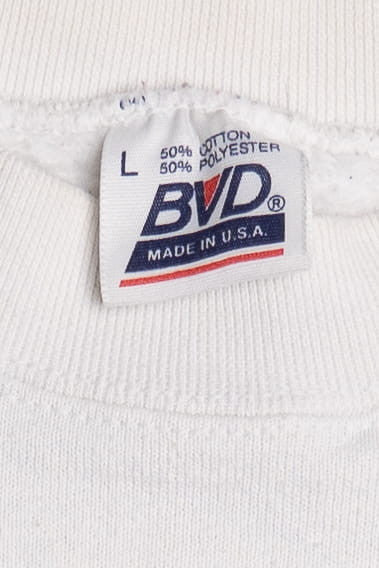 L 50% COTTON
50% POLYESTER
BVD®
MADE IN U.S.A.